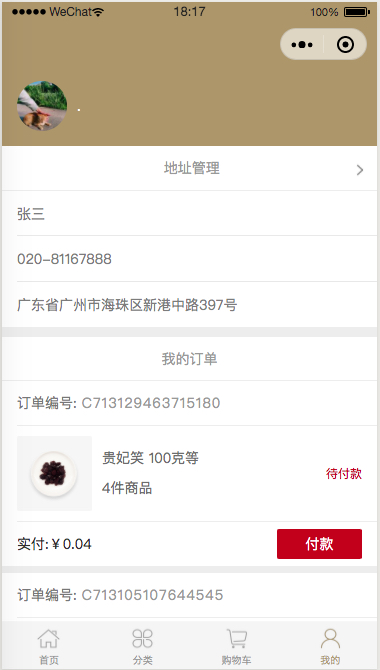 WeChat
18:17
100%
.
地址管理
张三
020-81167888
广东省广州市海珠区新港中路397号
我的订单
订单编号: C713129463715180
贵妃笑 100克等
4件商品
待付款
实付:￥0.04
付款
订单编号: C713105107644545
首页
分类
购物车
我的